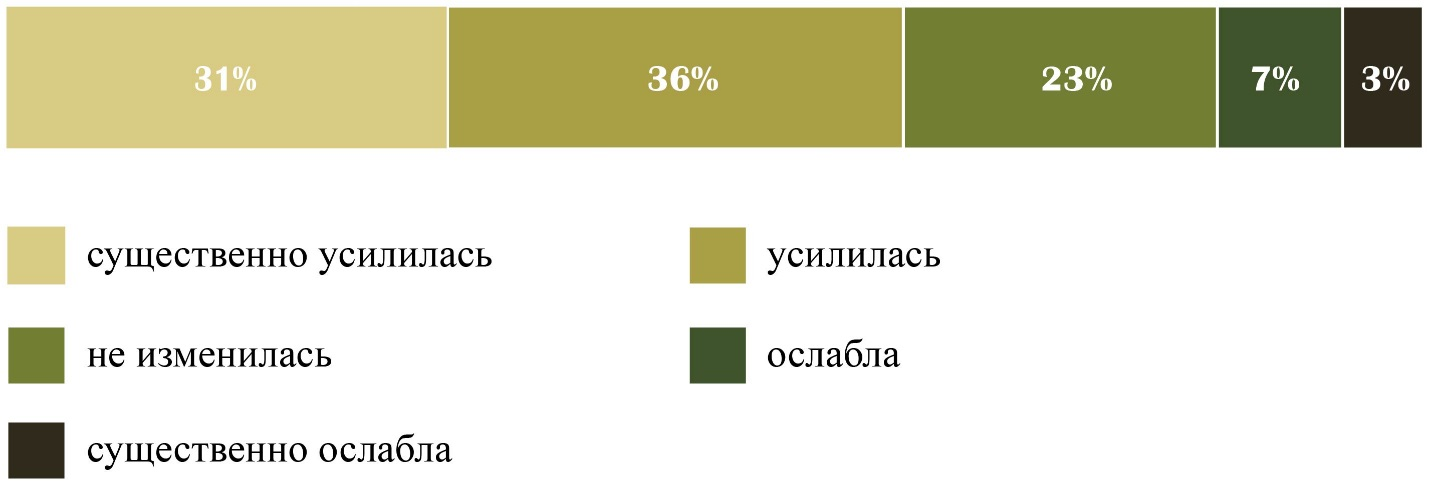 31% 36% 23% 7% 3%
существенно усилилась
усилилась
не изменилась
ослабла
существенно ослабла